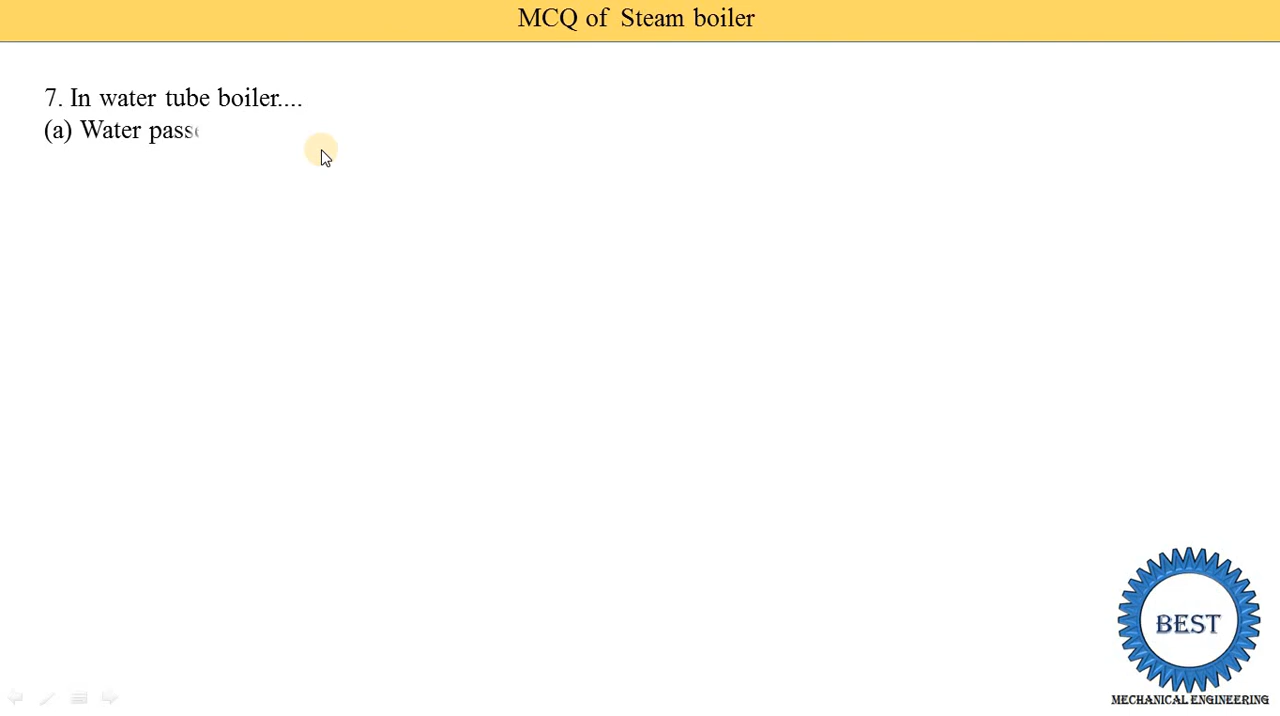 MCQ of Steam boiler
7. In water tube boiler....
(a) Water pass
BEST
MECHANICAL ENGINEERING